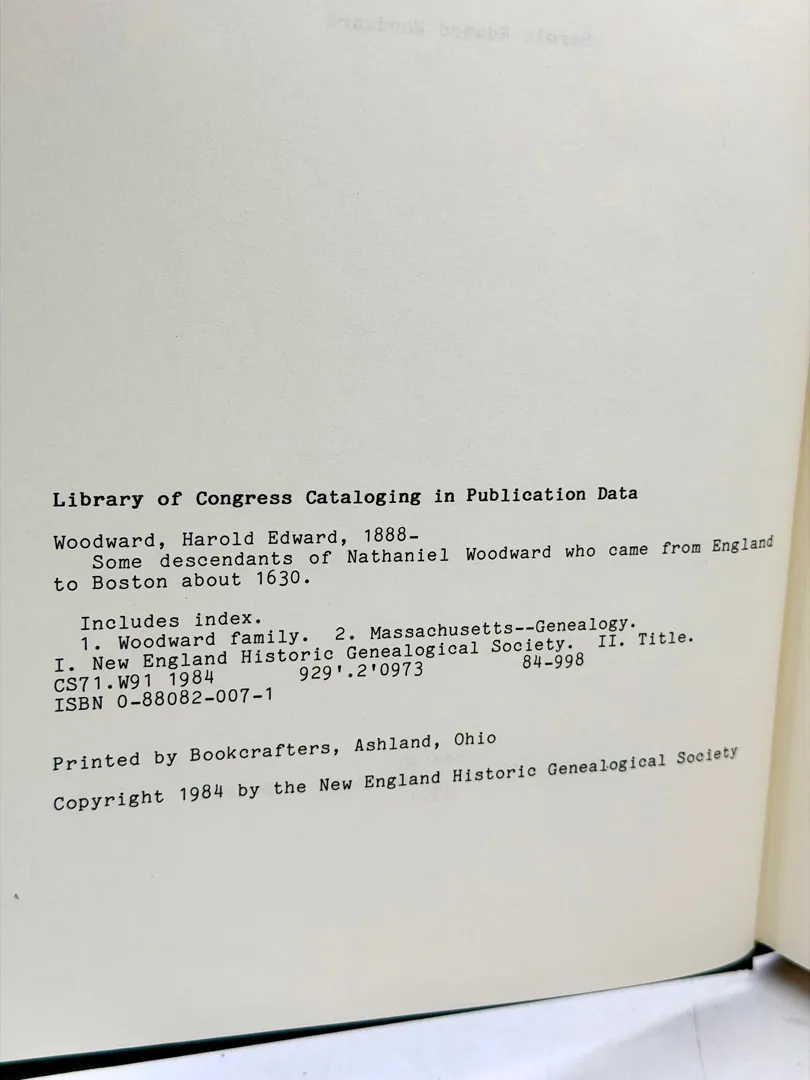 Library of Congress Cataloging in Publication Data
Woodward, Harold Edward, 1888-
Some descendants of Nathaniel Woodward who came from England
to Boston about 1630.
Includes index.
1. Woodward family. 2. Massachusetts--Genealogy.
I. New England Historic Genealogical Society. II. Title.
CS71.W91 1984 929'.2'0973 84-998
ISBN 0-88082-007-1
Printed by Bookcrafters, Ashland, Ohio
Copyright 1984 by the New England Historic Genealogical Society